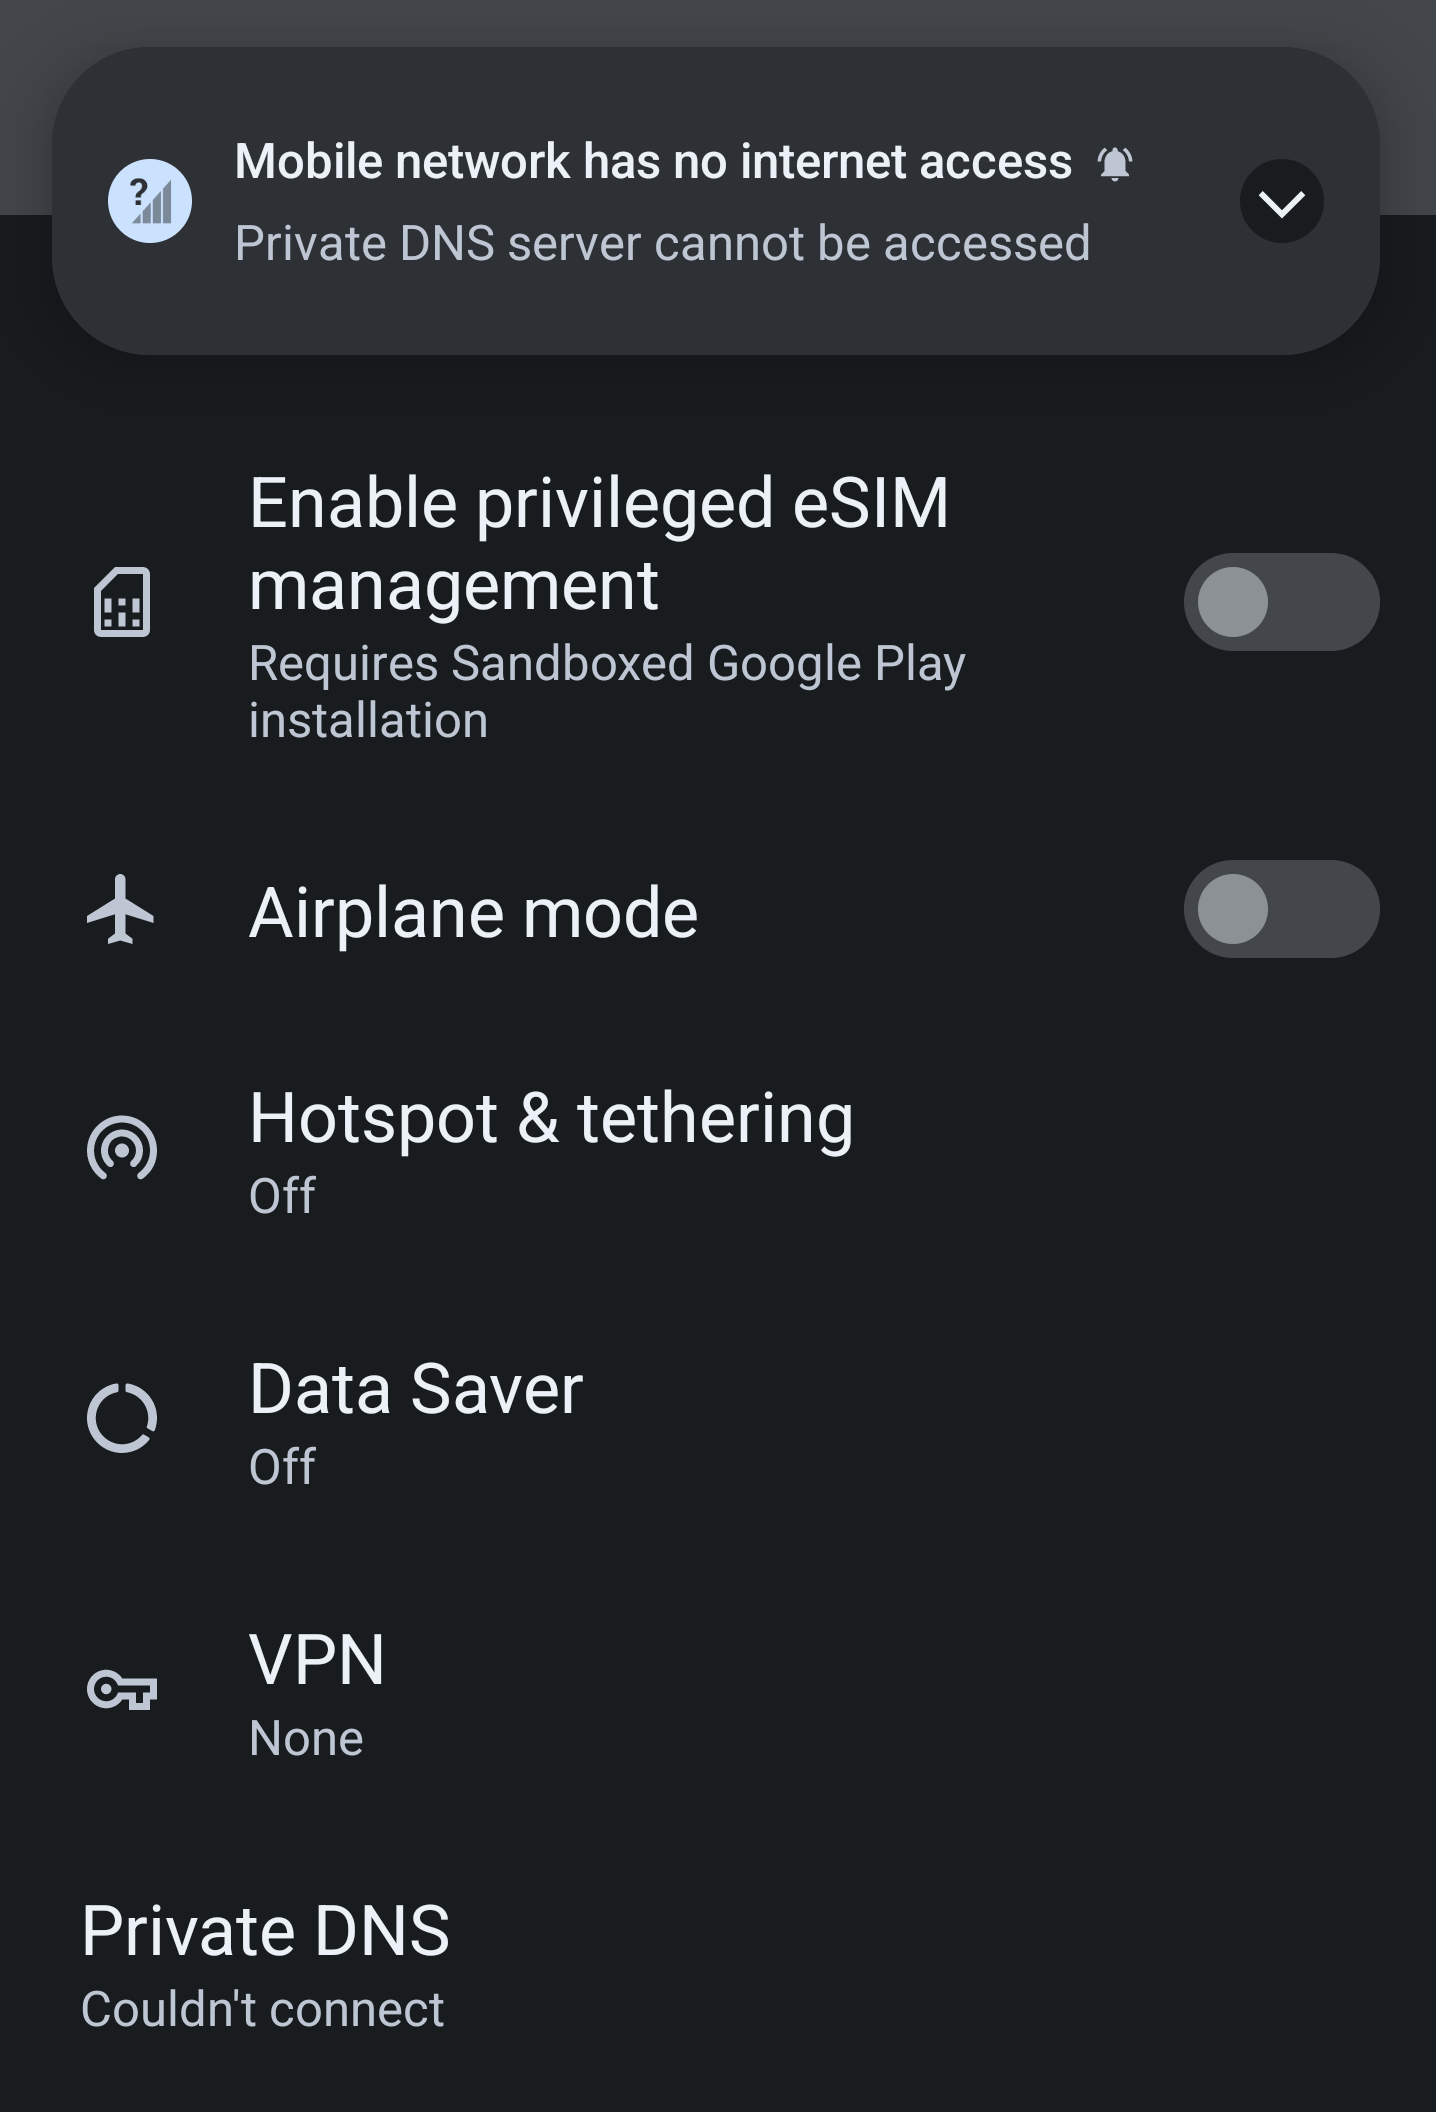 ?
Mobile network has no internet access
Private DNS server cannot be accessed
Enable privileged eSIM
management
Requires Sandboxed Google Play
installation
Airplane mode
Hotspot & tethering
Off
Data Saver
Off
VPN
None
Private DNS
Couldn't connect